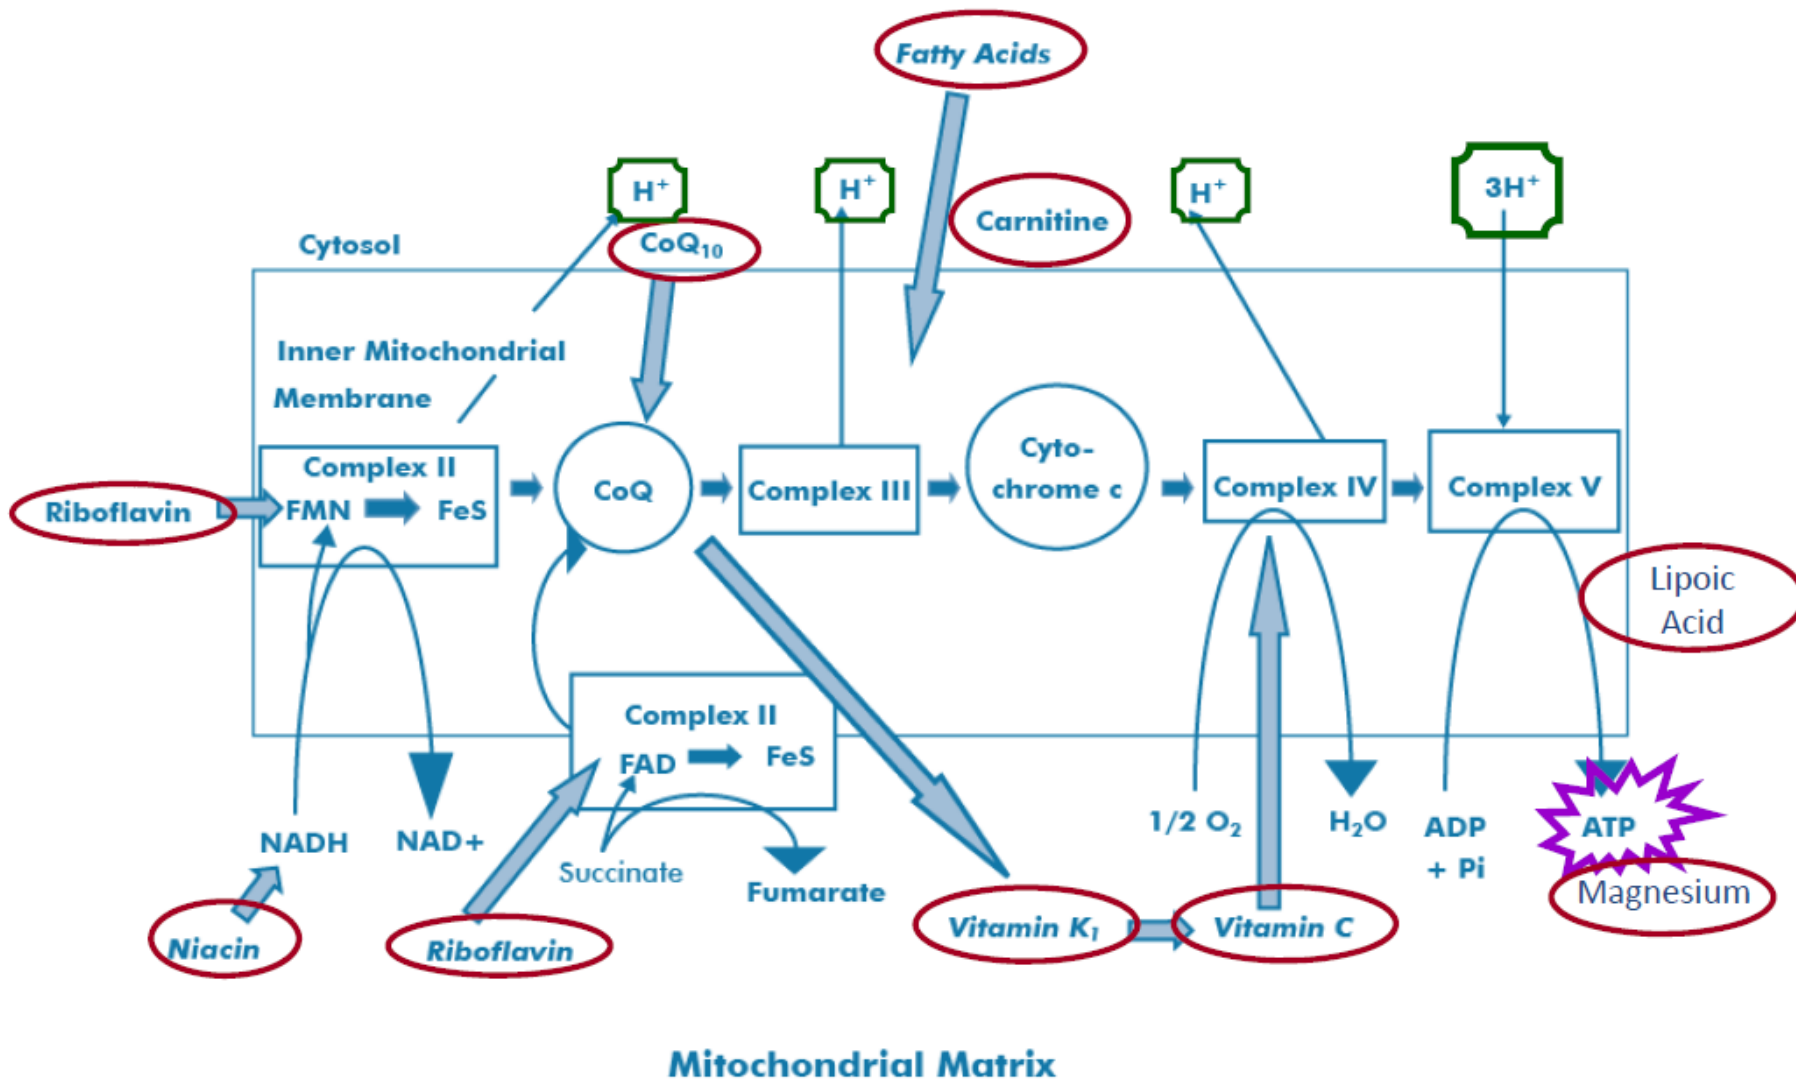 Fatty Acids
H⁺
H⁺
H⁺
3H⁺
Carnitine
Cytosol
CoQ₁₀
Inner Mitochondrial
Membrane
Complex II
FMN
FeS
Riboflavin
CoQ
Complex III
Cyto-
chrome c
Complex IV
Complex V
Lipoic
Acid
Complex II
FAD
FeS
NADH
NAD+
Succinate
Fumarate
1/2 O₂
H₂O
ADP
+ Pi
ATP
Magnesium
Niacin
Riboflavin
Vitamin K₁
Vitamin C
Mitochondrial Matrix